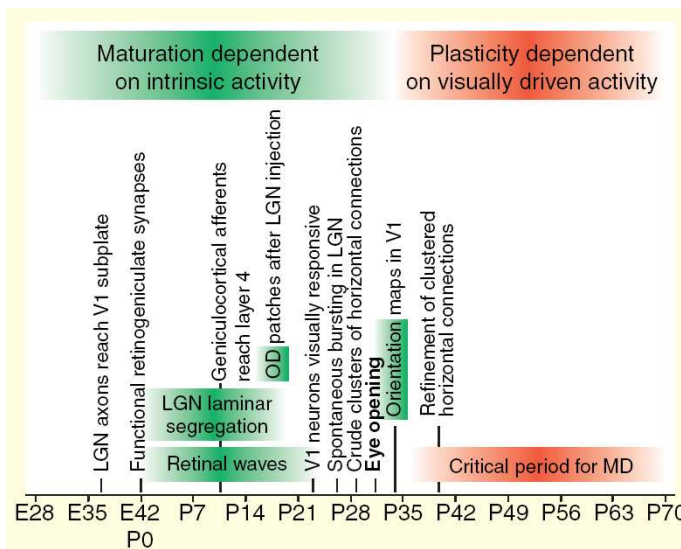 Maturation dependent
on intrinsic activity
Plasticity dependent
on visually driven activity
LGN axons reach V1 subplate
Functional retinogeniculate synapses
Geniculocortical afferents
reach layer 4
OD patches after LGN injection
V1 neurons visually responsive
Spontaneous bursting in LGN
Crude clusters of horizontal connections
Eye opening
Orientation maps in V1
Refinement of clustered
horizontal connections
LGN laminar
segregation
Retinal waves
Critical period for MD
E28 E35 E42 P7 P14 P21 P28 P35 P42 P49 P56 P63 P70
P0